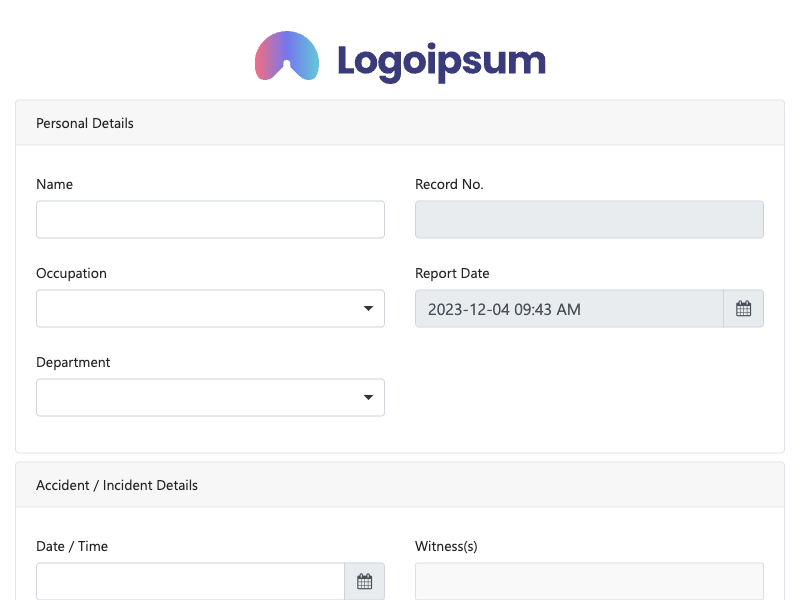 Logoipsum
Personal Details
Name
Record No.
Occupation
Report Date
2023-12-04 09:43 AM
Department
Accident / Incident Details
Date / Time
Witness(s)